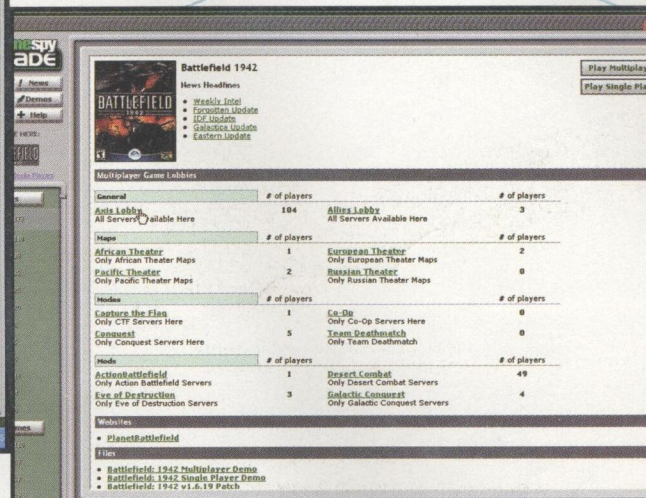 ADE
News
Demos
Help
E HERE:
Battlefield 1942
News Headlines
Weekly Intel
Forgotten Update
IDF Update
Galactica Update
Eastern Update
BATTLEFIELD
1942
Play Multiplay
Play Single Pla
Multiplayer Game Lobbies
General # of players # of players
Axis Lobby 104 Allies Lobby 3
All Servers Available Here All Servers Available Here
Maps # of players # of players
African Theater 1 European Theater 2
Only African Theater Maps Only European Theater Maps
Pacific Theater 2 Russian Theater 0
Only Pacific Theater Maps Only Russian Theater Maps
Modes # of players # of players
Capture the Flag 1 Co-Op 0
Only CTF Servers Here Only Co-Op Servers Here
Conquest 5 Team Deathmatch 0
Only Conquest Servers Here Only Team Deathmatch
Mods # of players # of players
ActionBattlefield 1 Desert Combat 49
Only Action Battlefield Servers Only Desert Combat Servers
Eve of Destruction 3 Galactic Conquest 4
Only Eve of Destruction Servers Only Galactic Conquest Servers
Websites
PlanetBattlefield
Files
Battlefield: 1942 Multiplayer Demo
Battlefield: 1942 Single Player Demo
Battlefield: 1942 v1.6.19 Patch